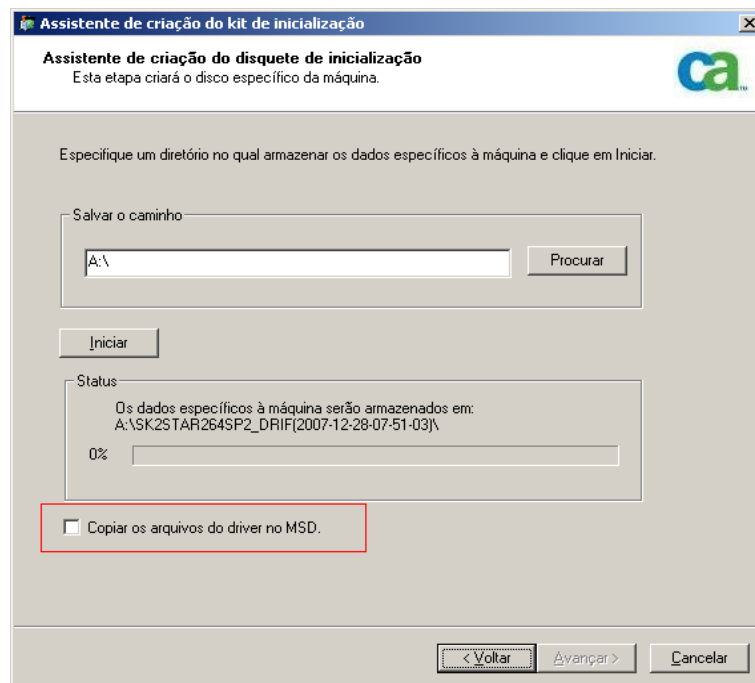 Assistente de criação do kit de inicialização
Assistente de criação do disquete de inicialização
Esta etapa criará o disco específico da máquina.
ca
Especifique um diretório no qual armazenar os dados específicos à máquina e clique em Iniciar.
Salvar o caminho
A:\
Procurar
Iniciar
Status
Os dados específicos à máquina serão armazenados em:
A:\SK2STAR264SP2_DRIF(2007-12-28-07-51-03)\
0%
Copiar os arquivos do driver no MSD.
< Voltar
Avançar >
Cancelar